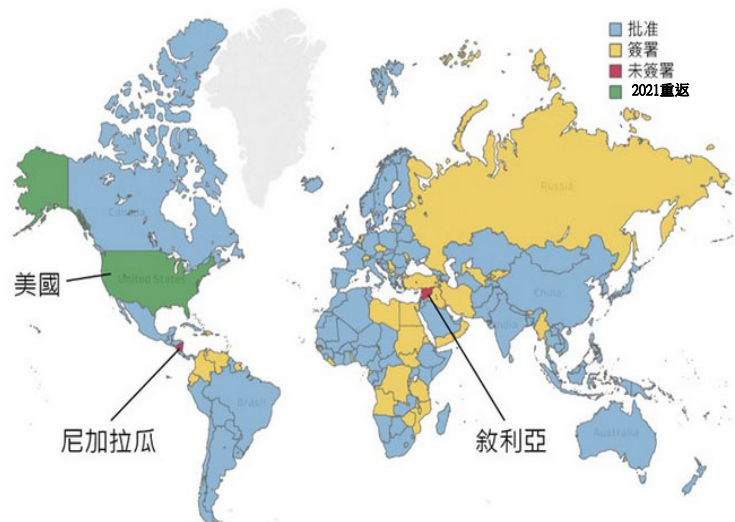 批准
簽署
未簽署
2021重返
Russia
Canada
美國
United States
China
India
Brasil
尼加拉瓜
敘利亞
Australia